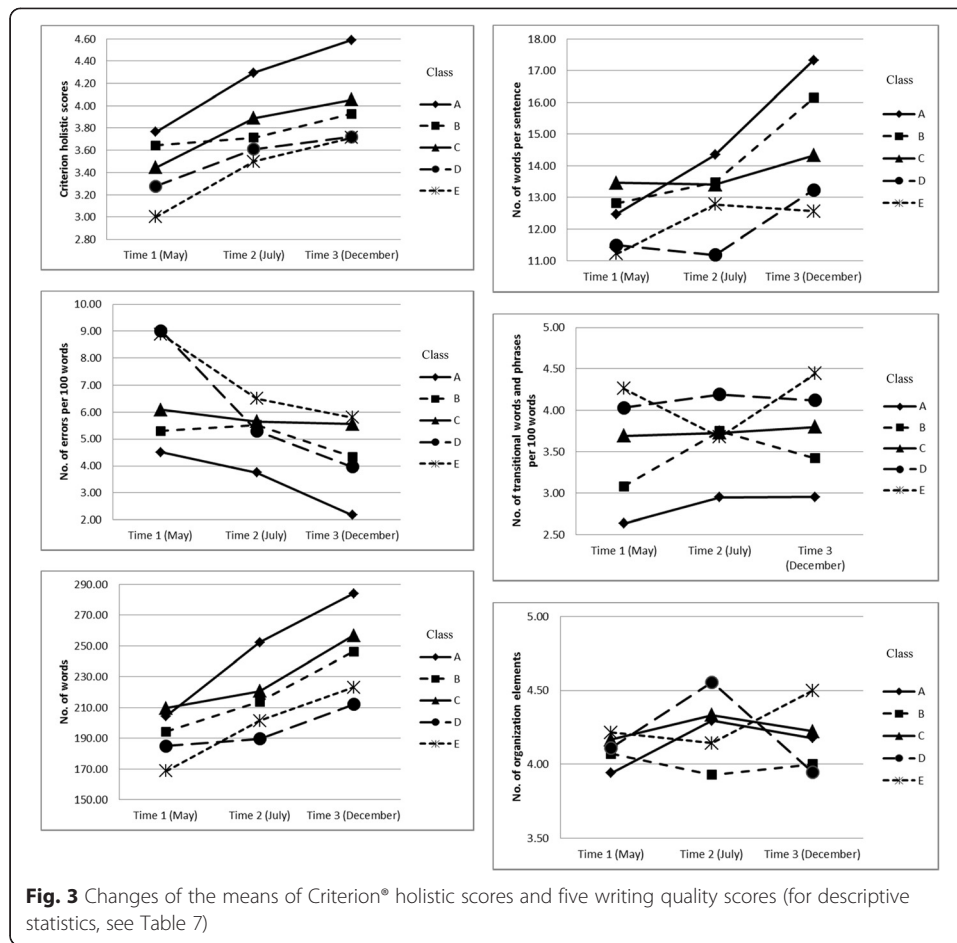 4.60
4.40
4.20
4.00
3.80
3.60
3.40
3.20
3.00
2.80
Criterion holistic scores
Time 1 (May) Time 2 (July) Time 3 (December)
Class
A
B
C
D
E
18.00
17.00
16.00
15.00
14.00
13.00
12.00
11.00
No. of words per sentence
Time 1 (May) Time 2 (July) Time 3 (December)
Class
A
B
C
D
E
10.00
9.00
8.00
7.00
6.00
5.00
4.00
3.00
2.00
No. of errors per 100 words
Time 1 (May) Time 2 (July) Time 3 (December)
Class
A
B
C
D
E
5.00
4.50
4.00
3.50
3.00
2.50
No. of transitional words and phrases
per 100 words
Time 1 (May) Time 2 (July) Time 3
(December)
Class
A
B
C
D
E
290.00
270.00
250.00
230.00
210.00
190.00
170.00
150.00
No. of words
Time 1 (May) Time 2 (July) Time 3 (December)
Class
A
B
C
D
E
5.00
4.50
4.00
3.50
No. of organization elements
Time 1 (May) Time 2 (July) Time 3 (December)
Class
A
B
C
D
E
Fig. 3 Changes of the means of Criterion® holistic scores and five writing quality scores (for descriptive
statistics, see Table 7)